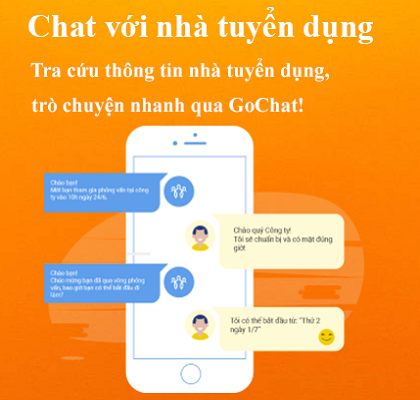 Chat với nhà tuyển dụng
Tra cứu thông tin nhà tuyển dụng,
trò chuyện nhanh qua GoChat!
Chào bạn!
Mời bạn tham gia phỏng vấn tại công
ty vào 10h ngày 24/6.
Chào quý Công ty!
Tôi sẽ chuẩn bị và có mặt đúng
giờ!
Chào bạn!
Chúc mừng bạn đã qua vòng phỏng
vấn, bao giờ bạn có thể bắt đầu đi
làm?
Tôi có thể bắt đầu từ: "Thứ 2
ngày 1/7"